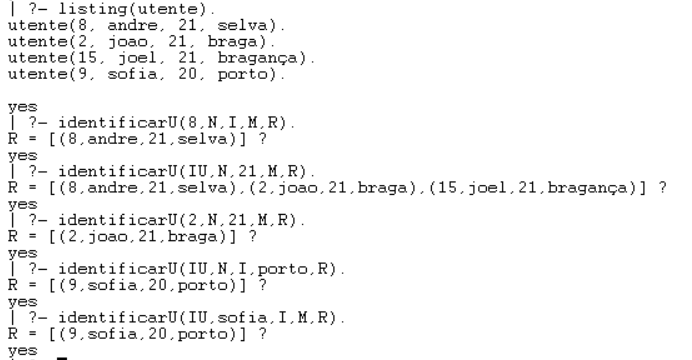 | ?- listing(utente).
utente(8, andre, 21, selva).
utente(2, joao, 21, braga).
utente(15, joel, 21, bragança).
utente(9, sofia, 20, porto).

yes
| ?- identificarU(8,N,I,M,R).
R = [(8,andre,21,selva)] ?
yes
| ?- identificarU(IU,N,21,M,R).
R = [(8,andre,21,selva),(2,joao,21,braga),(15,joel,21,bragança)] ?
yes
| ?- identificarU(2,N,21,M,R).
R = [(2,joao,21,braga)] ?
yes
| ?- identificarU(IU,N,I,porto,R).
R = [(9,sofia,20,porto)] ?
yes
| ?- identificarU(IU,sofia,I,M,R).
R = [(9,sofia,20,porto)] ?
yes